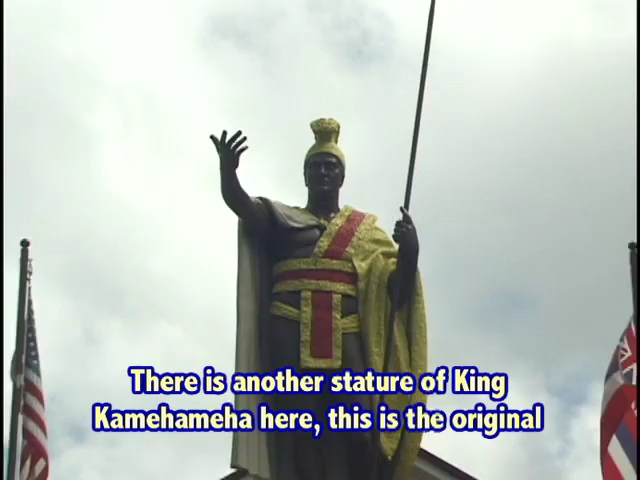 There is another stature of King
Kamehameha here, this is the original